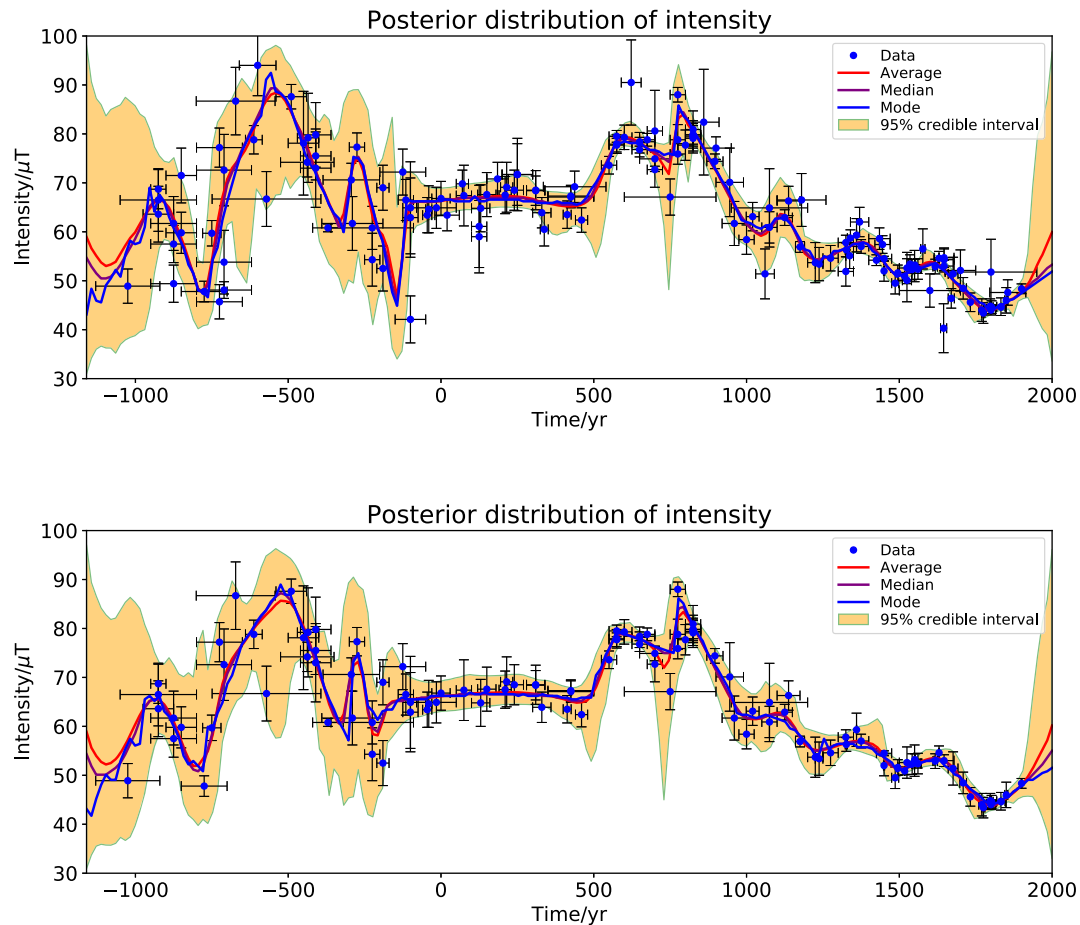 Posterior distribution of intensity
100
90
80
70
60
50
40
30
Intensity/μT
Data
Average
Median
Mode
95% credible interval
−1000 −500 0 500 1000 1500 2000
Time/yr
Posterior distribution of intensity
100
90
80
70
60
50
40
30
Intensity/μT
Data
Average
Median
Mode
95% credible interval
−1000 −500 0 500 1000 1500 2000
Time/yr